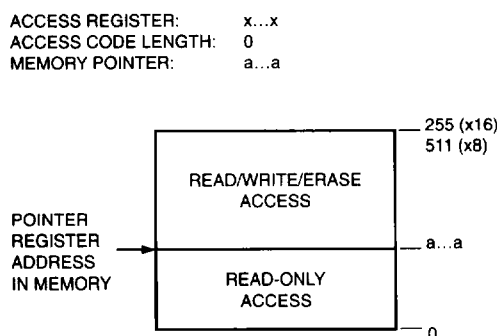 ACCESS REGISTER: x...x
ACCESS CODE LENGTH: 0
MEMORY POINTER: a...a
255 (x16)
511 (x8)
READ/WRITE/ERASE
ACCESS
POINTER
REGISTER
ADDRESS
IN MEMORY
a...a
READ-ONLY
ACCESS
0